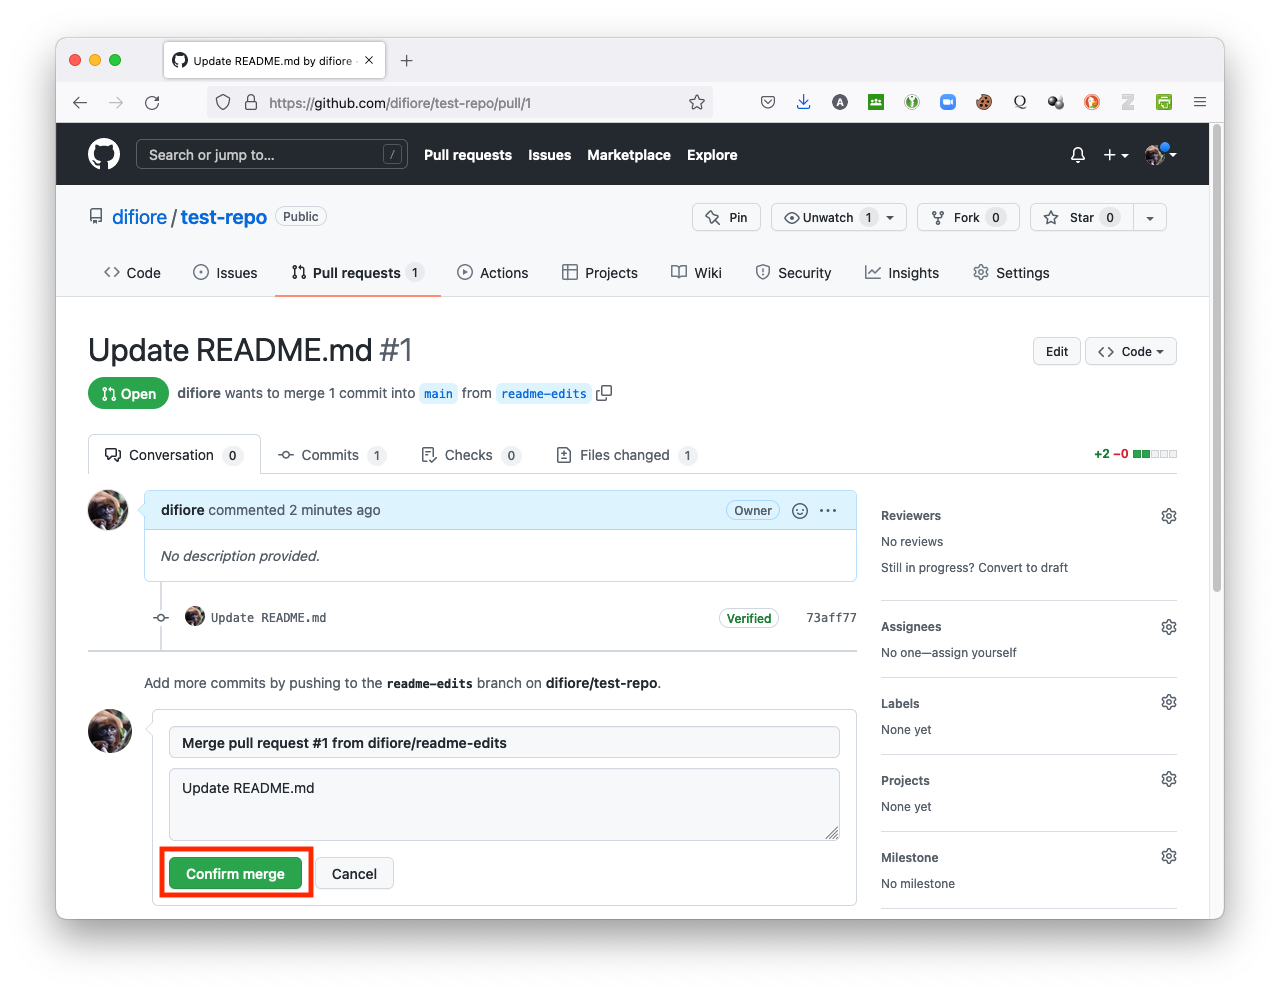 Update README.md by difiore ·
https://github.com/difiore/test-repo/pull/1
Search or jump to...
/
Pull requests
Issues
Marketplace
Explore
difiore / test-repo
Public
Pin
Unwatch 1
Fork 0
Star 0
Code
Issues
Pull requests 1
Actions
Projects
Wiki
Security
Insights
Settings
Update README.md #1
Edit
Code
Open
difiore wants to merge 1 commit into main from readme-edits
Conversation 0
Commits 1
Checks 0
Files changed 1
+2 −0
difiore commented 2 minutes ago
Owner
No description provided.
Update README.md
Verified
73aff77
Add more commits by pushing to the readme-edits branch on difiore/test-repo.
Merge pull request #1 from difiore/readme-edits
Update README.md
Confirm merge
Cancel
Reviewers
No reviews
Still in progress? Convert to draft
Assignees
No one—assign yourself
Labels
None yet
Projects
None yet
Milestone
No milestone